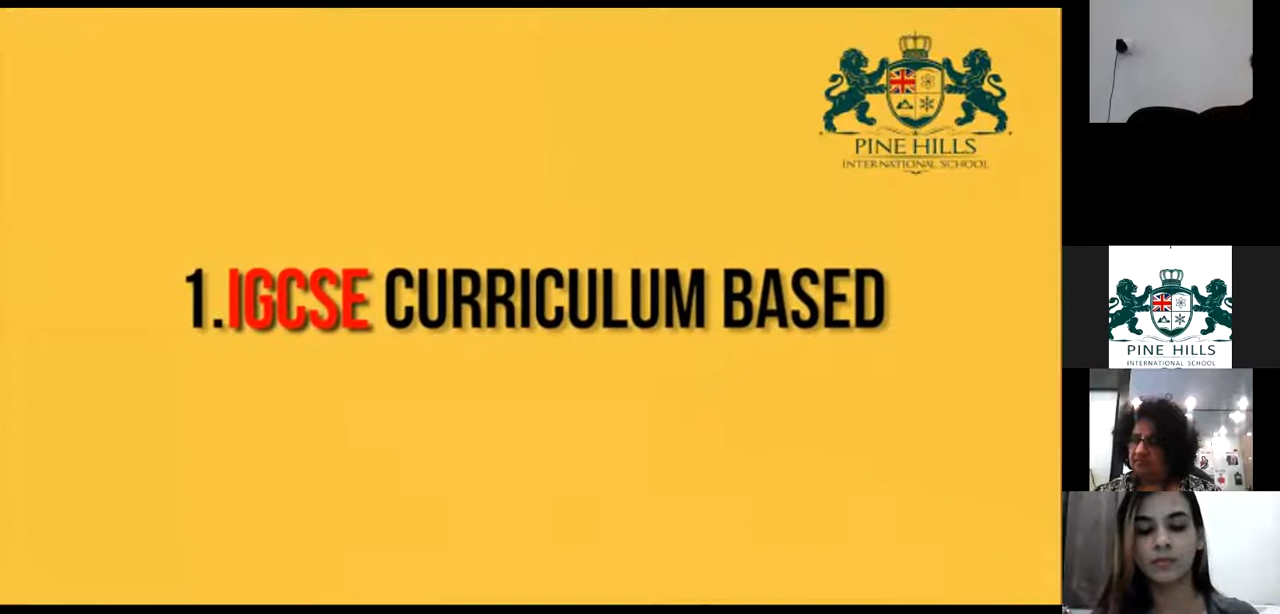 PINE HILLS
INTERNATIONAL SCHOOL
1.IGCSE CURRICULUM BASED
PINE HILLS
INTERNATIONAL SCHOOL